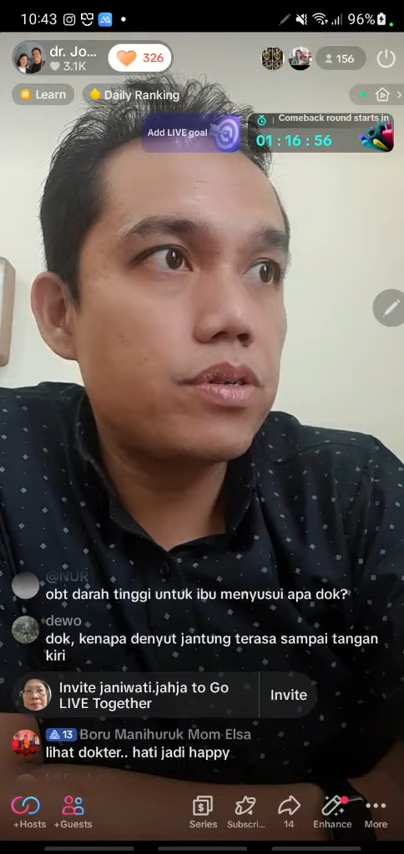 10:43
96%
dr. Jo...
3.1K
326
156
Learn
Daily Ranking
Add LIVE goal
Comeback round starts in
01:16:56
@NUR
obt darah tinggi untuk ibu menyusui apa dok?
dewo
dok, kenapa denyut jantung terasa sampai tangan
kiri
Invite janiwati.jahja to Go
LIVE Together
Invite
13 Boru Manihuruk Mom Elsa
lihat dokter.. hati jadi happy
+Hosts
+Guests
Series
Subscri...
14
Enhance
More